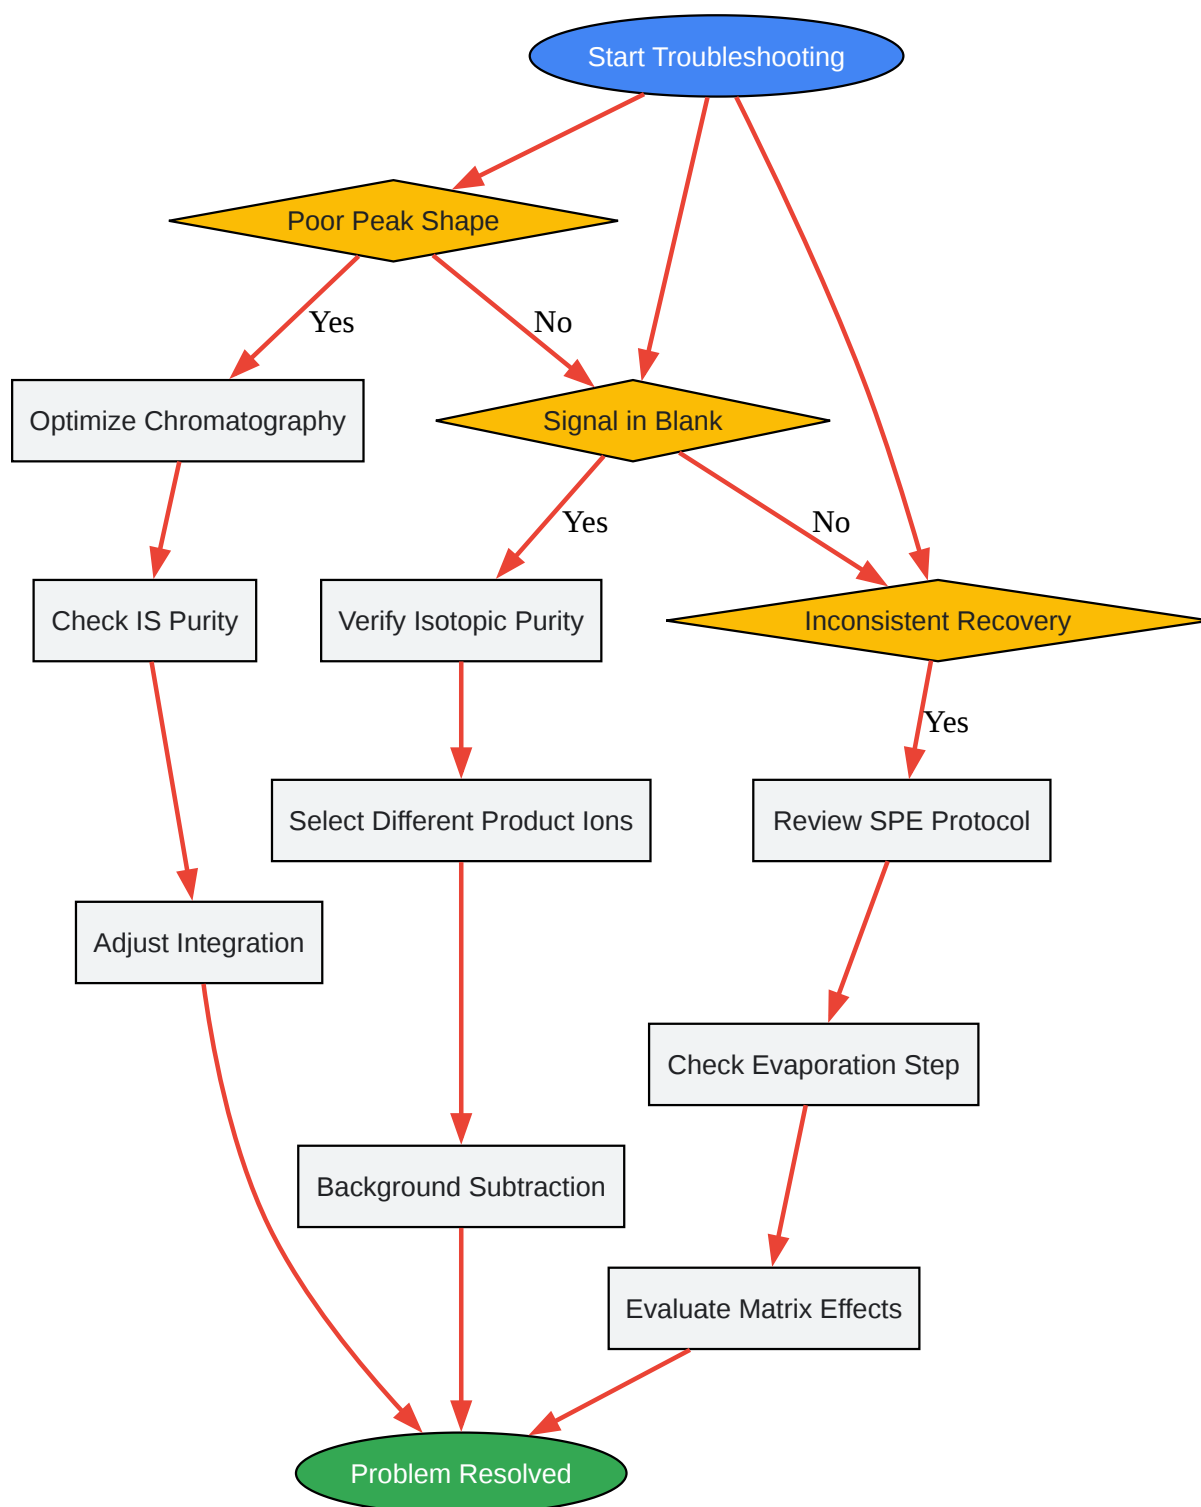 Start Troubleshooting
Poor Peak Shape
Yes
No
Optimize Chromatography
Signal in Blank
Yes
No
Check IS Purity
Verify Isotopic Purity
Inconsistent Recovery
Yes
Select Different Product Ions
Review SPE Protocol
Adjust Integration
Check Evaporation Step
Background Subtraction
Evaluate Matrix Effects
Problem Resolved